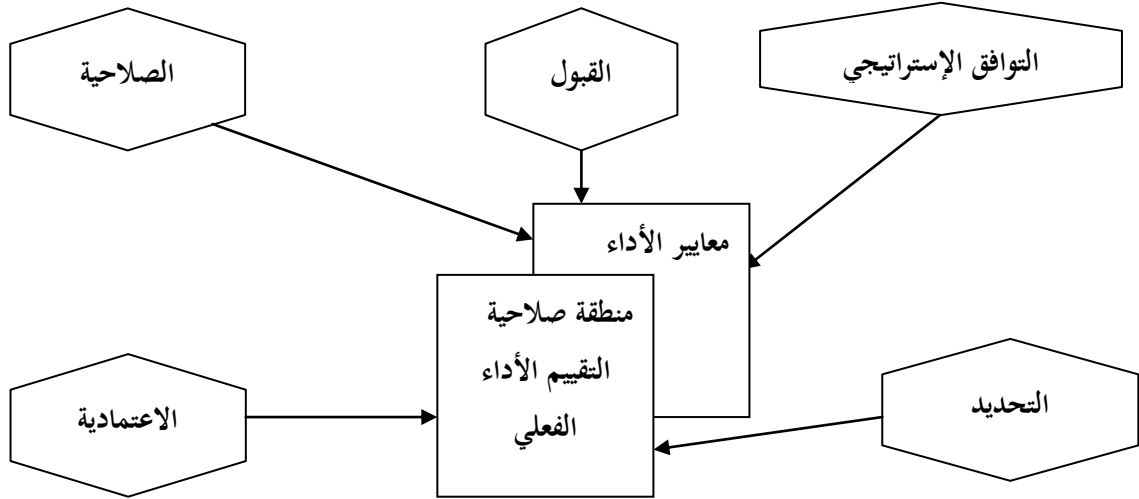 التوافق الإستراتيجي
القبول
الصلاحية
معايير الأداء
منطقة صلاحية
التقييم الأداء
الفعلي
التحديد
الاعتمادية